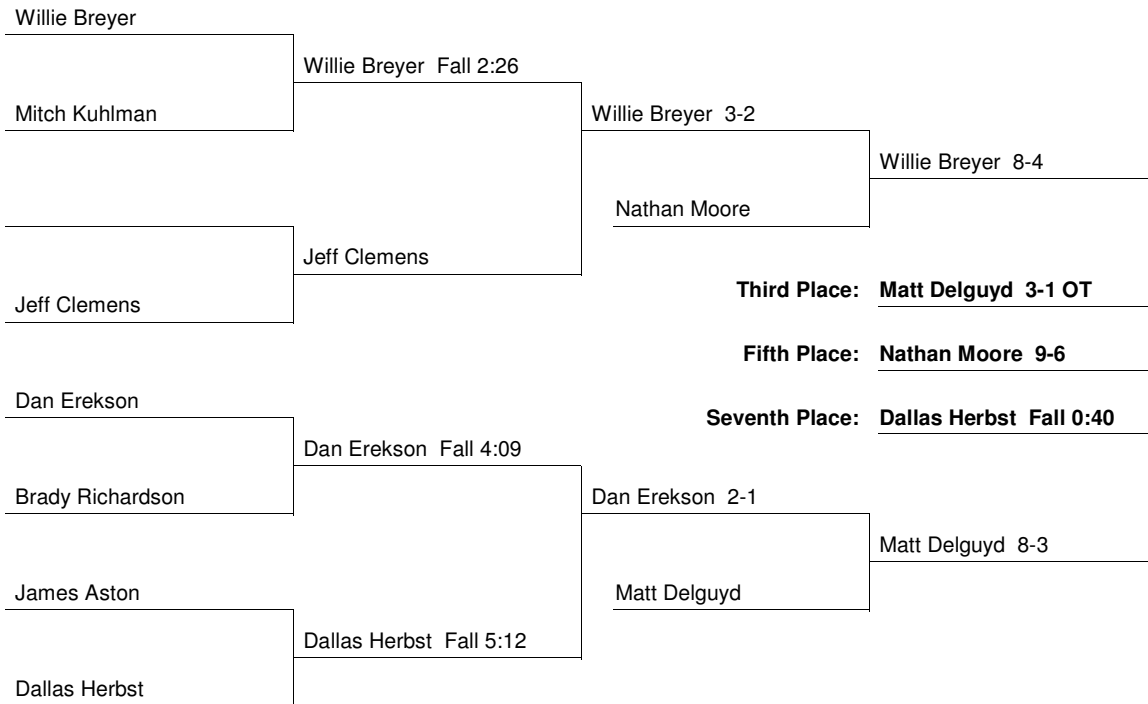 Willie Breyer
Willie Breyer Fall 2:26
Mitch Kuhlman
Willie Breyer 3-2
Willie Breyer 8-4
Nathan Moore
Jeff Clemens
Jeff Clemens
Third Place: Matt Delguyd 3-1 OT
Fifth Place: Nathan Moore 9-6
Dan Erekson
Seventh Place: Dallas Herbst Fall 0:40
Dan Erekson Fall 4:09
Brady Richardson
Dan Erekson 2-1
Matt Delguyd 8-3
James Aston
Matt Delguyd
Dallas Herbst Fall 5:12
Dallas Herbst